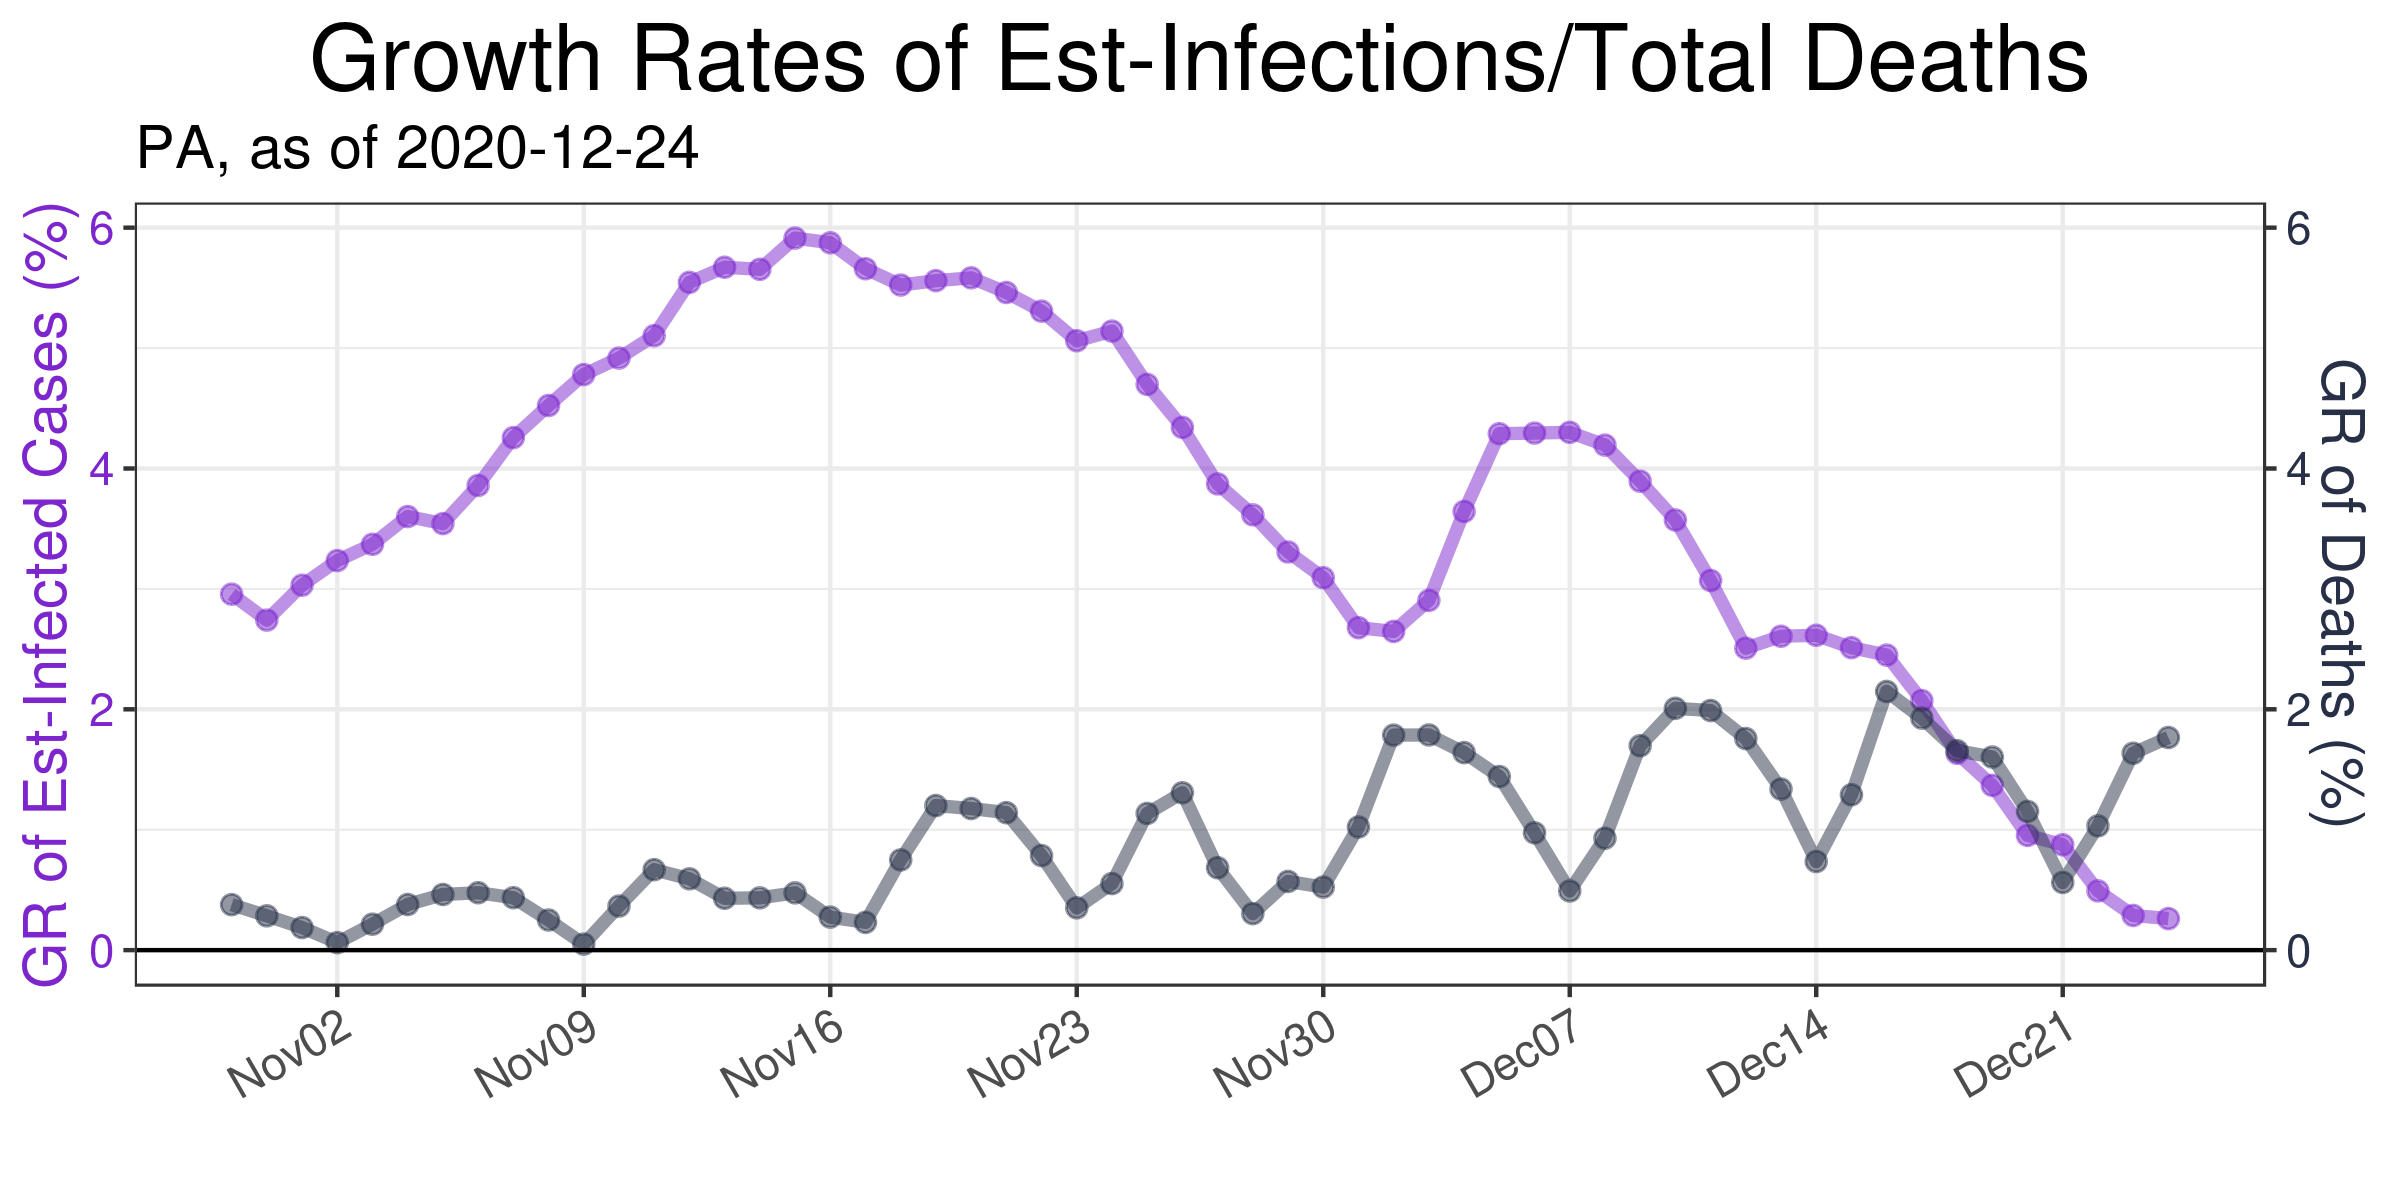 Growth Rates of Est-Infections/Total Deaths
PA, as of 2020-12-24
GR of Est-Infected Cases (%)
6
4
2
0
6
4
2
0
GR of Deaths (%)
Nov02
Nov09
Nov16
Nov23
Nov30
Dec07
Dec14
Dec21